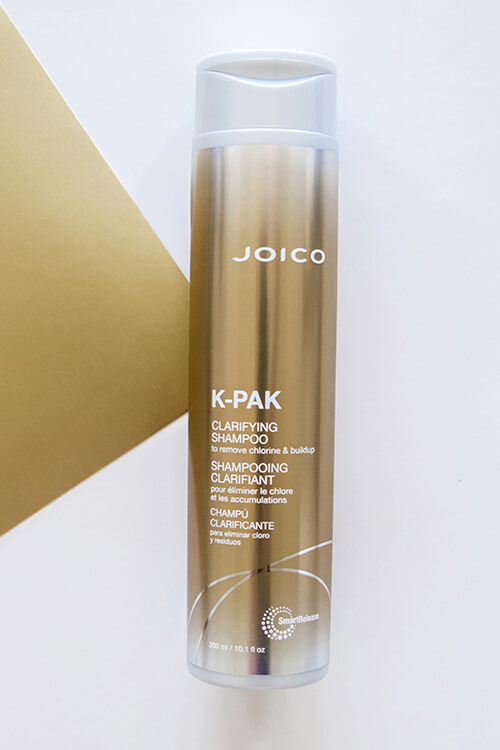 JOICO
K-PAK
CLARIFYING
SHAMPOO
to remove chlorine & buildup
SHAMPOOING
CLARIFIANT
pour éliminer le chlore
et les accumulations
CHAMPÚ
CLARIFICANTE
para eliminar cloro
y residuos
SmartRelease
300 ml / 10.1 fl oz